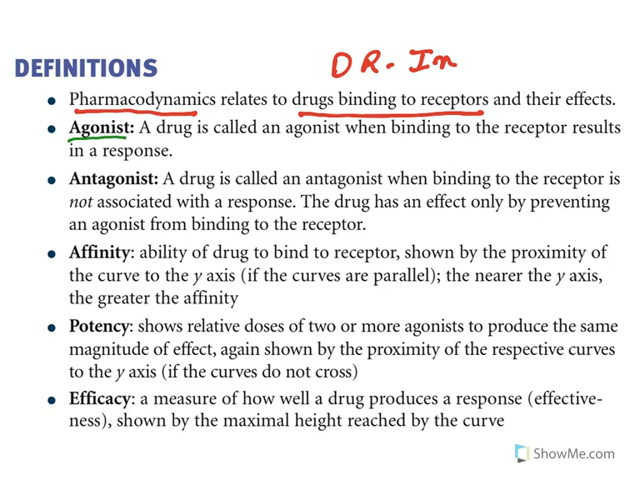 DR. In
DEFINITIONS
• Pharmacodynamics relates to drugs binding to receptors and their effects.
• Agonist: A drug is called an agonist when binding to the receptor results
in a response.
• Antagonist: A drug is called an antagonist when binding to the receptor is
not associated with a response. The drug has an effect only by preventing
an agonist from binding to the receptor.
• Affinity: ability of drug to bind to receptor, shown by the proximity of
the curve to the y axis (if the curves are parallel); the nearer the y axis,
the greater the affinity
• Potency: shows relative doses of two or more agonists to produce the same
magnitude of effect, again shown by the proximity of the respective curves
to the y axis (if the curves do not cross)
• Efficacy: a measure of how well a drug produces a response (effective-
ness), shown by the maximal height reached by the curve
ShowMe.com